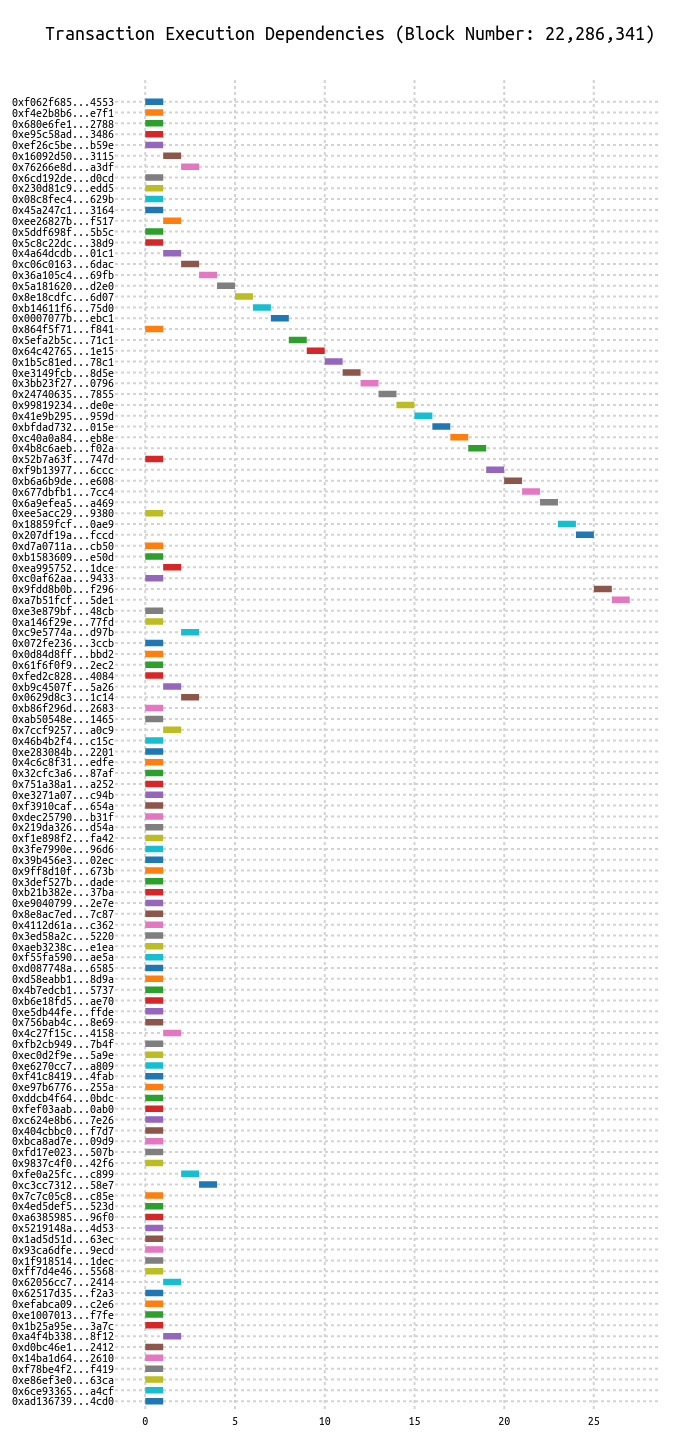 Transaction Execution Dependencies (Block Number: 22,286,341)
0xf062f685...4553
0xf4e2b8b6...e7f1
0x680e6fe1...2788
0xe95c58ad...3486
0xef26c5be...b59e
0x16092d50...3115
0x76266e8d...a3df
0x6cd192de...d0cd
0x230d81c9...edd5
0x08c8fec4...629b
0x45a247c1...3164
0xee26827b...f517
0x5ddf698f...5b5c
0x5c8c22dc...38d9
0x4a64dcdb...01c1
0xc06c0163...6dac
0x36a105c4...69fb
0x5a181620...d2e0
0x8e18cdfc...6d07
0xb14611f6...75d0
0x0007077b...ebc1
0x864f5f71...f841
0x5efa2b5c...71c1
0x64c42765...1e15
0x1b5c81ed...78c1
0xe3149fcb...8d5e
0x3bb23f27...0796
0x24740635...7855
0x99819234...de0e
0x41e9b295...959d
0xbfdad732...015e
0xc40a0a84...eb8e
0x4b8c6aeb...f02a
0x52b7a63f...747d
0xf9b13977...6ccc
0xb6a6b9de...e608
0x677dbfb1...7cc4
0x6a9efea5...a469
0xee5acc29...9380
0x18859fcf...0ae9
0x207df19a...fccd
0xd7a0711a...cb50
0xb1583609...e50d
0xea995752...1dce
0xc0af62aa...9433
0x9fdd8b0b...f296
0xa7b51fcf...5de1
0xe3e879bf...48cb
0xa146f29e...77fd
0xc9e5774a...d97b
0x072fe236...3ccb
0x0d84d8ff...bbd2
0x61f6f0f9...2ec2
0xfed2c828...4084
0xb9c4507f...5a26
0x0629d8c3...1c14
0xb86f296d...2683
0xab50548e...1465
0x7ccf9257...a0c9
0x46b4b2f4...c15c
0xe283084b...2201
0x4c6c8f31...edfe
0x32cfc3a6...87af
0x751a38a1...a252
0xe3271a07...c94b
0xf3910caf...654a
0xdec25790...b31f
0x219da326...d54a
0xf1e898f2...fa42
0x3fe7990e...96d6
0x39b456e3...02ec
0x9ff8d10f...673b
0x3def527b...dade
0xb21b382e...37ba
0xe9040799...2e7e
0x8e8ac7ed...7c87
0x4112d61a...c362
0x3ed58a2c...5220
0xaeb3238c...e1ea
0xf55fa590...ae5a
0xd087748a...6585
0xd58eabb1...8d9a
0x4b7edcb1...5737
0xb6e18fd5...ae70
0xe5db44fe...ffde
0x756bab4c...8e69
0x4c27f15c...4158
0xfb2cb949...7b4f
0xec0d2f9e...5a9e
0xe6270cc7...a809
0xf41c8419...4fab
0xe97b6776...255a
0xddcb4f64...0bdc
0xfef03aab...0ab0
0xc624e8b6...7e26
0x404cbbc0...f7d7
0xbca8ad7e...09d9
0xfd17e023...507b
0x9837c4f0...42f6
0xfe0a25fc...c899
0xc3cc7312...58e7
0x7c7c05c8...c85e
0x4ed5def5...523d
0xa6385985...96f0
0x5219148a...4d53
0x1ad5d51d...63ec
0x93ca6dfe...9ecd
0x1f918514...1dec
0xff7d4e46...5568
0x62056cc7...2414
0x62517d35...f2a3
0xefabca09...c2e6
0xe1007013...f7fe
0x1b25a95e...3a7c
0xa4f4b338...8f12
0xd0bc46e1...2412
0x14ba1d64...2610
0xf78be4f2...f419
0xe86ef3e0...63ca
0x6ce93365...a4cf
0xad136739...4cd0
0 5 10 15 20 25